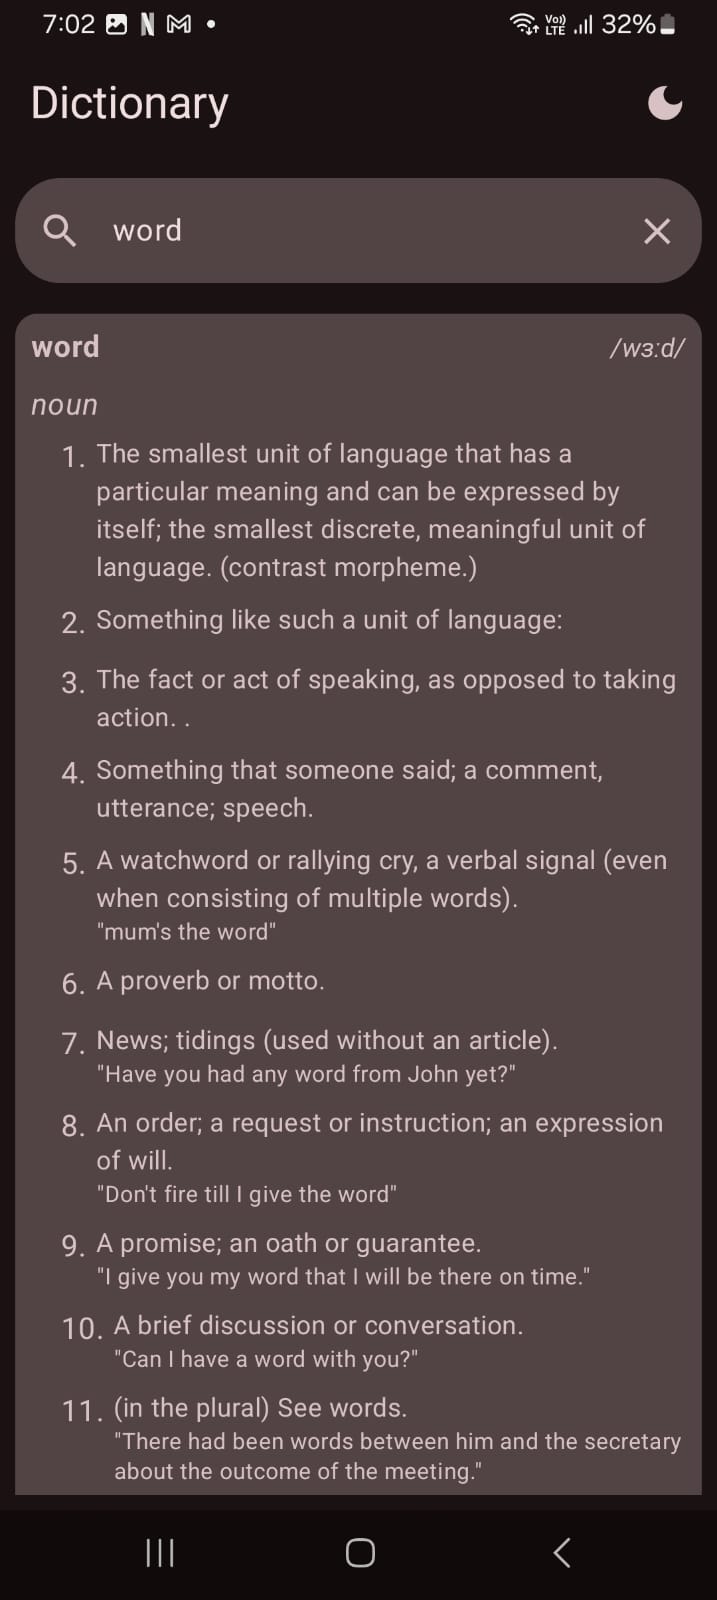 7:02 N M VoLTE 32%
Dictionary
word
word /wɜːd/
noun
1. The smallest unit of language that has a
particular meaning and can be expressed by
itself; the smallest discrete, meaningful unit of
language. (contrast morpheme.)
2. Something like such a unit of language:
3. The fact or act of speaking, as opposed to taking
action. .
4. Something that someone said; a comment,
utterance; speech.
5. A watchword or rallying cry, a verbal signal (even
when consisting of multiple words).
"mum's the word"
6. A proverb or motto.
7. News; tidings (used without an article).
"Have you had any word from John yet?"
8. An order; a request or instruction; an expression
of will.
"Don't fire till I give the word"
9. A promise; an oath or guarantee.
"I give you my word that I will be there on time."
10. A brief discussion or conversation.
"Can I have a word with you?"
11. (in the plural) See words.
"There had been words between him and the secretary
about the outcome of the meeting."